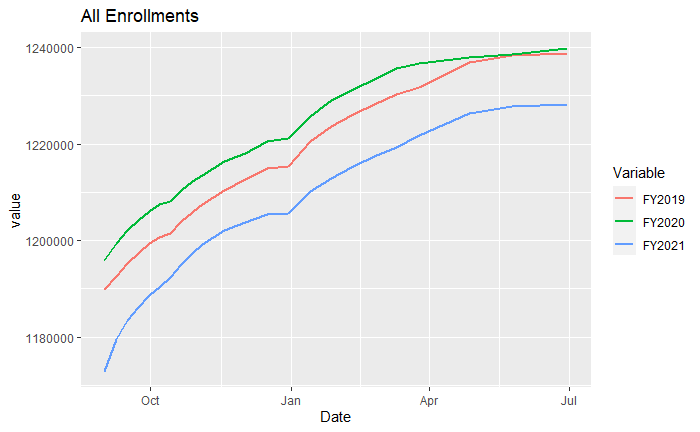 All Enrollments
value
1240000
1220000
1200000
1180000
Oct
Jan
Apr
Jul
Date
Variable
FY2019
FY2020
FY2021